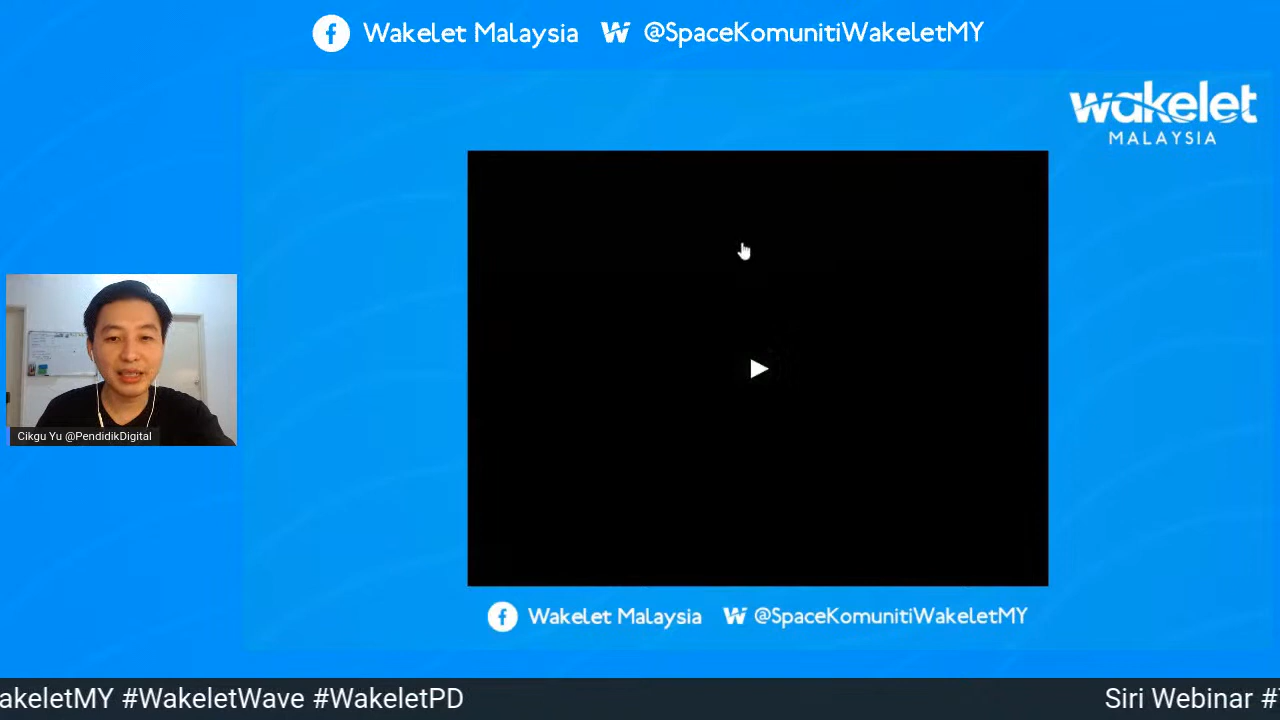 Wakelet Malaysia @SpaceKomunitiWakeletMY
wakelet
MALAYSIA
Cikgu Yu @PendidikDigital
Wakelet Malaysia @SpaceKomunitiWakeletMY
akeletMY #WakeletWave #WakeletPD Siri Webinar #